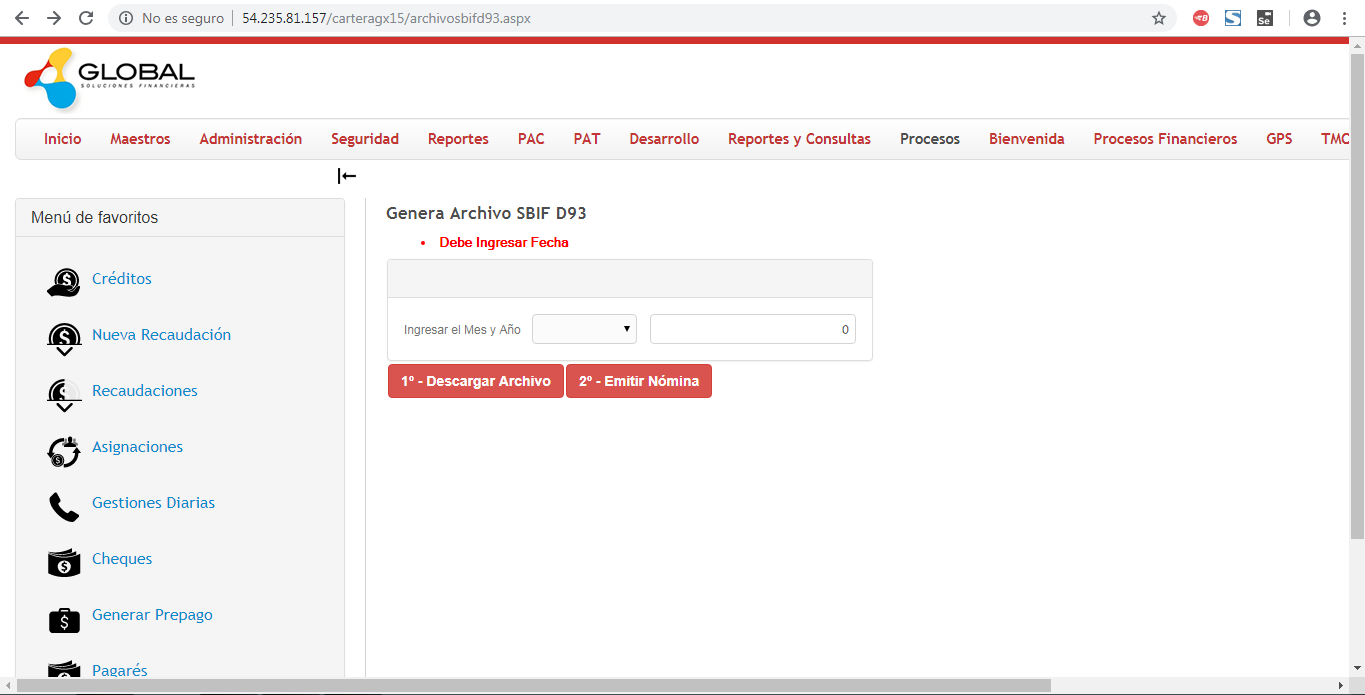 No es seguro 54.235.81.157/carteragx15/archivosbifd93.aspx
GLOBAL
SOLUCIONES FINANCIERAS
Inicio Maestros Administración Seguridad Reportes PAC PAT Desarrollo Reportes y Consultas Procesos Bienvenida Procesos Financieros GPS TMO
Menú de favoritos
Créditos
Nueva Recaudación
Recaudaciones
Asignaciones
Gestiones Diarias
Cheques
Generar Prepago
Pagarés
Genera Archivo SBIF D93
• Debe Ingresar Fecha
Ingresar el Mes y Año 0
1º - Descargar Archivo 2º - Emitir Nómina